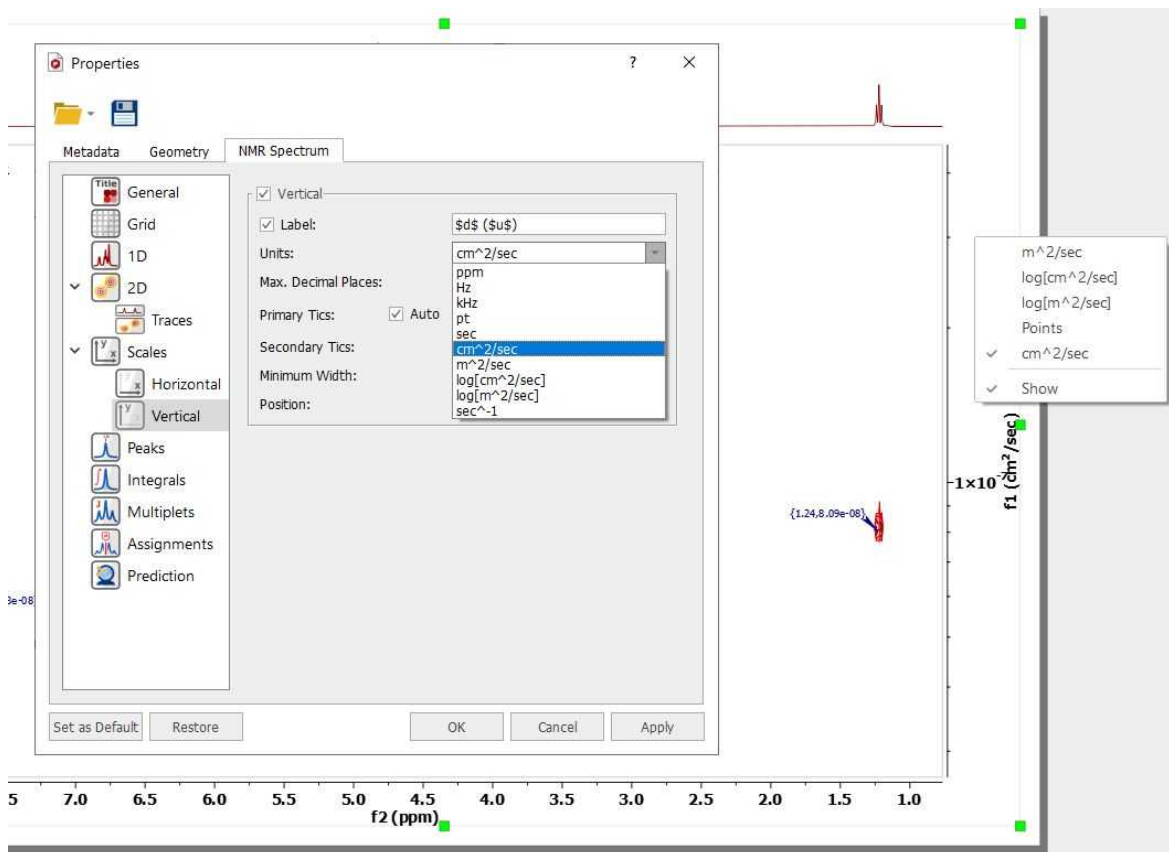 Properties
?
Metadata Geometry NMR Spectrum
Title
General
Grid
1D
2D
Traces
Scales
Horizontal
Vertical
Peaks
Integrals
Multiplets
Assignments
Prediction
Vertical
Label: $d$ ($u$)
Units: cm^2/sec
Max. Decimal Places:
Primary Tics: Auto
Secondary Tics:
Minimum Width:
Position:
ppm
Hz
kHz
pt
sec
cm^2/sec
m^2/sec
log[cm^2/sec]
log[m^2/sec]
sec^-1
Set as Default Restore OK Cancel Apply
m^2/sec
log[cm^2/sec]
log[m^2/sec]
Points
cm^2/sec
Show
f1 (cm²/sec)
1×10
{1.24,8.09e-08}
8e-08
5 7.0 6.5 6.0 5.5 5.0 4.5 4.0 3.5 3.0 2.5 2.0 1.5 1.0
f2 (ppm)